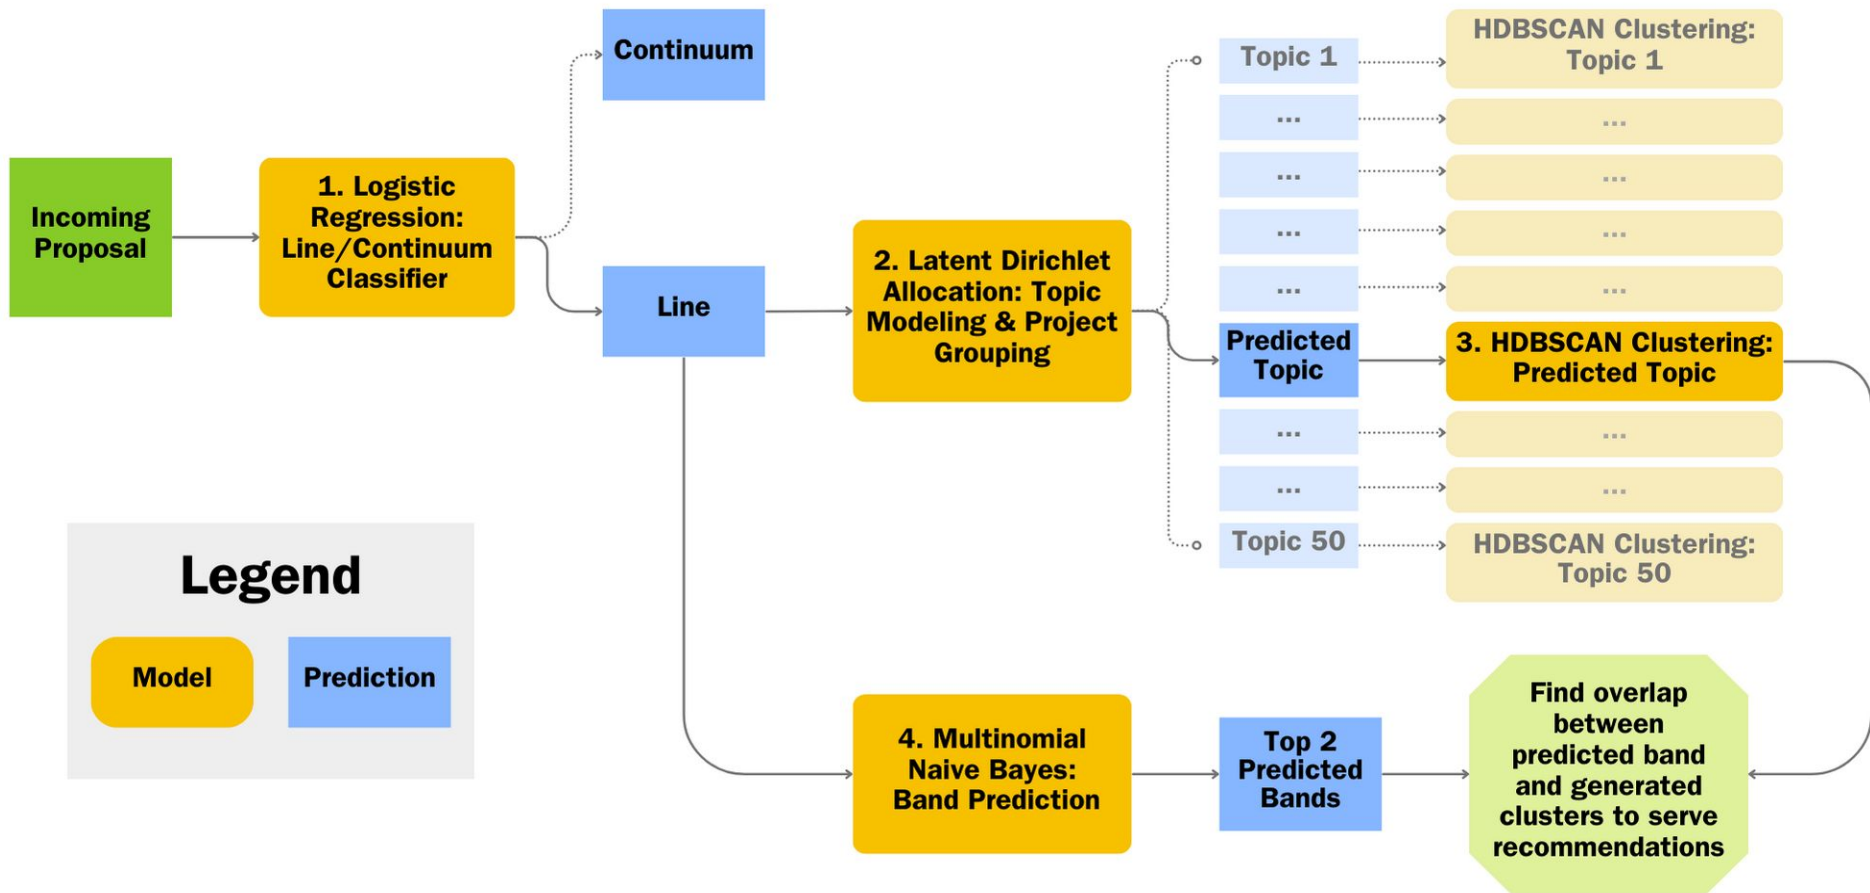 Incoming
Proposal
1. Logistic
Regression:
Line/Continuum
Classifier
Continuum
Line
2. Latent Dirichlet
Allocation: Topic
Modeling & Project
Grouping
Topic 1
...
...
...
...
Predicted
Topic
...
...
Topic 50
HDBSCAN Clustering:
Topic 1
...
...
...
...
3. HDBSCAN Clustering:
Predicted Topic
...
...
HDBSCAN Clustering:
Topic 50
4. Multinomial
Naive Bayes:
Band Prediction
Top 2
Predicted
Bands
Find overlap
between
predicted band
and generated
clusters to serve
recommendations
Legend
Model
Prediction